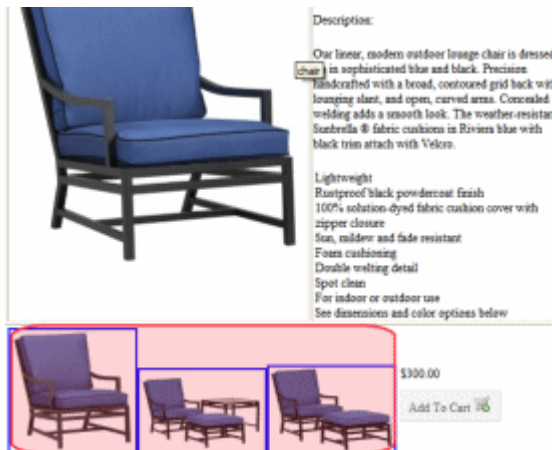 Description:
Our linear, modern outdoor lounge chair is dressed
in sophisticated blue and black. Precision
chair
handcrafted with a broad, contoured grid back with
lounging slant, and open, curved arms. Concealed
welding adds a smooth look. The weather-resistant
Sunbrella ® fabric cushions in Riviera blue with
black trim attach with Velcro.
Lightweight
Rustproof black powdercoat finish
100% solution-dyed fabric cushion cover with
zipper closure
Sun, mildew and fade resistant
Foam cushioning
Double welting detail
Spot clean
For indoor or outdoor use
See dimensions and color options below
$300.00
Add To Cart